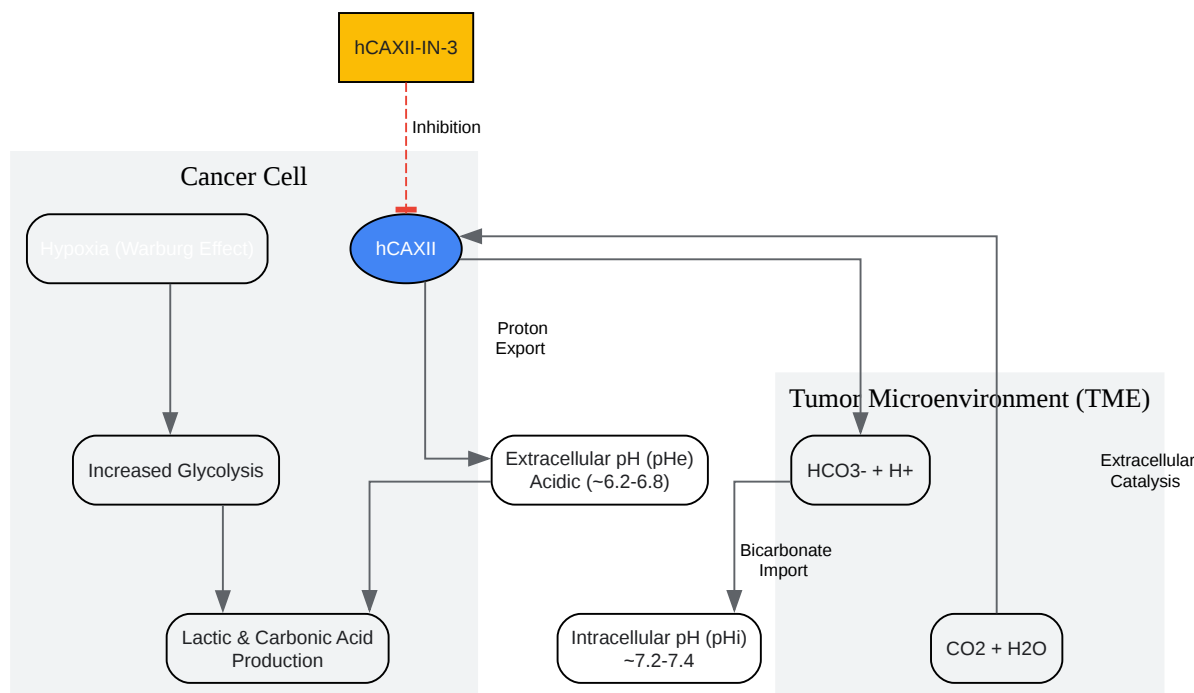 hCAXII-IN-3
Inhibition
Cancer Cell
Hypoxia (Warburg Effect)
hCAXII
Proton
Export
Tumor Microenvironment (TME)
Increased Glycolysis
Extracellular pH (pHe)
Acidic (~6.2-6.8)
HCO3- + H+
Extracellular
Catalysis
Bicarbonate
Import
Lactic & Carbonic Acid
Production
Intracellular pH (pHi)
~7.2-7.4
CO2 + H2O